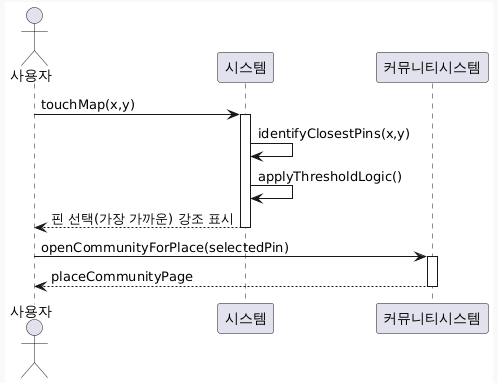 사용자
시스템
커뮤니티시스템
touchMap(x,y)
identifyClosestPins(x,y)
applyThresholdLogic()
핀 선택(가장 가까운) 강조 표시
openCommunityForPlace(selectedPin)
placeCommunityPage
사용자
시스템
커뮤니티시스템